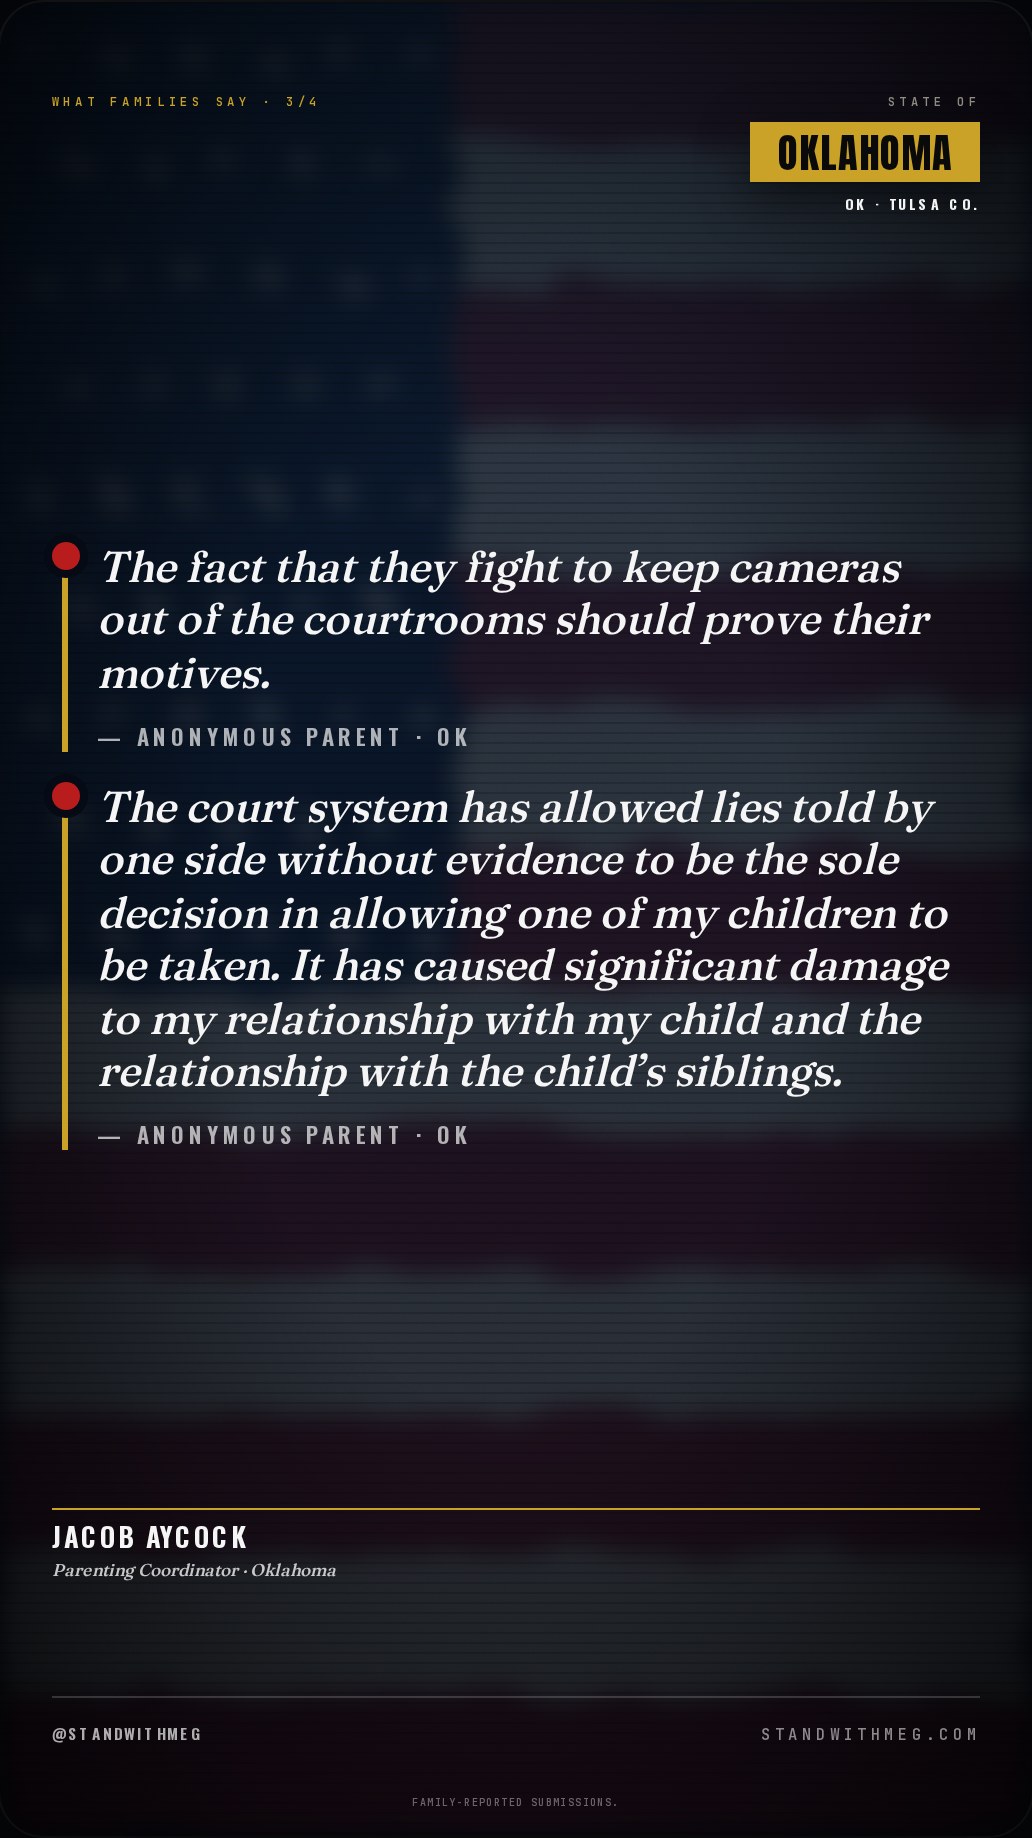 WHAT FAMILIES SAY · 3/4
STATE OF
OKLAHOMA
OK · TULSA CO.
The fact that they fight to keep cameras
out of the courtrooms should prove their
motives.
— ANONYMOUS PARENT · OK
The court system has allowed lies told by
one side without evidence to be the sole
decision in allowing one of my children to
be taken. It has caused significant damage
to my relationship with my child and the
relationship with the child’s siblings.
— ANONYMOUS PARENT · OK
JACOB AYCOCK
Parenting Coordinator · Oklahoma
@STANDWITHMEG
STANDWITHMEG.COM
FAMILY-REPORTED SUBMISSIONS.